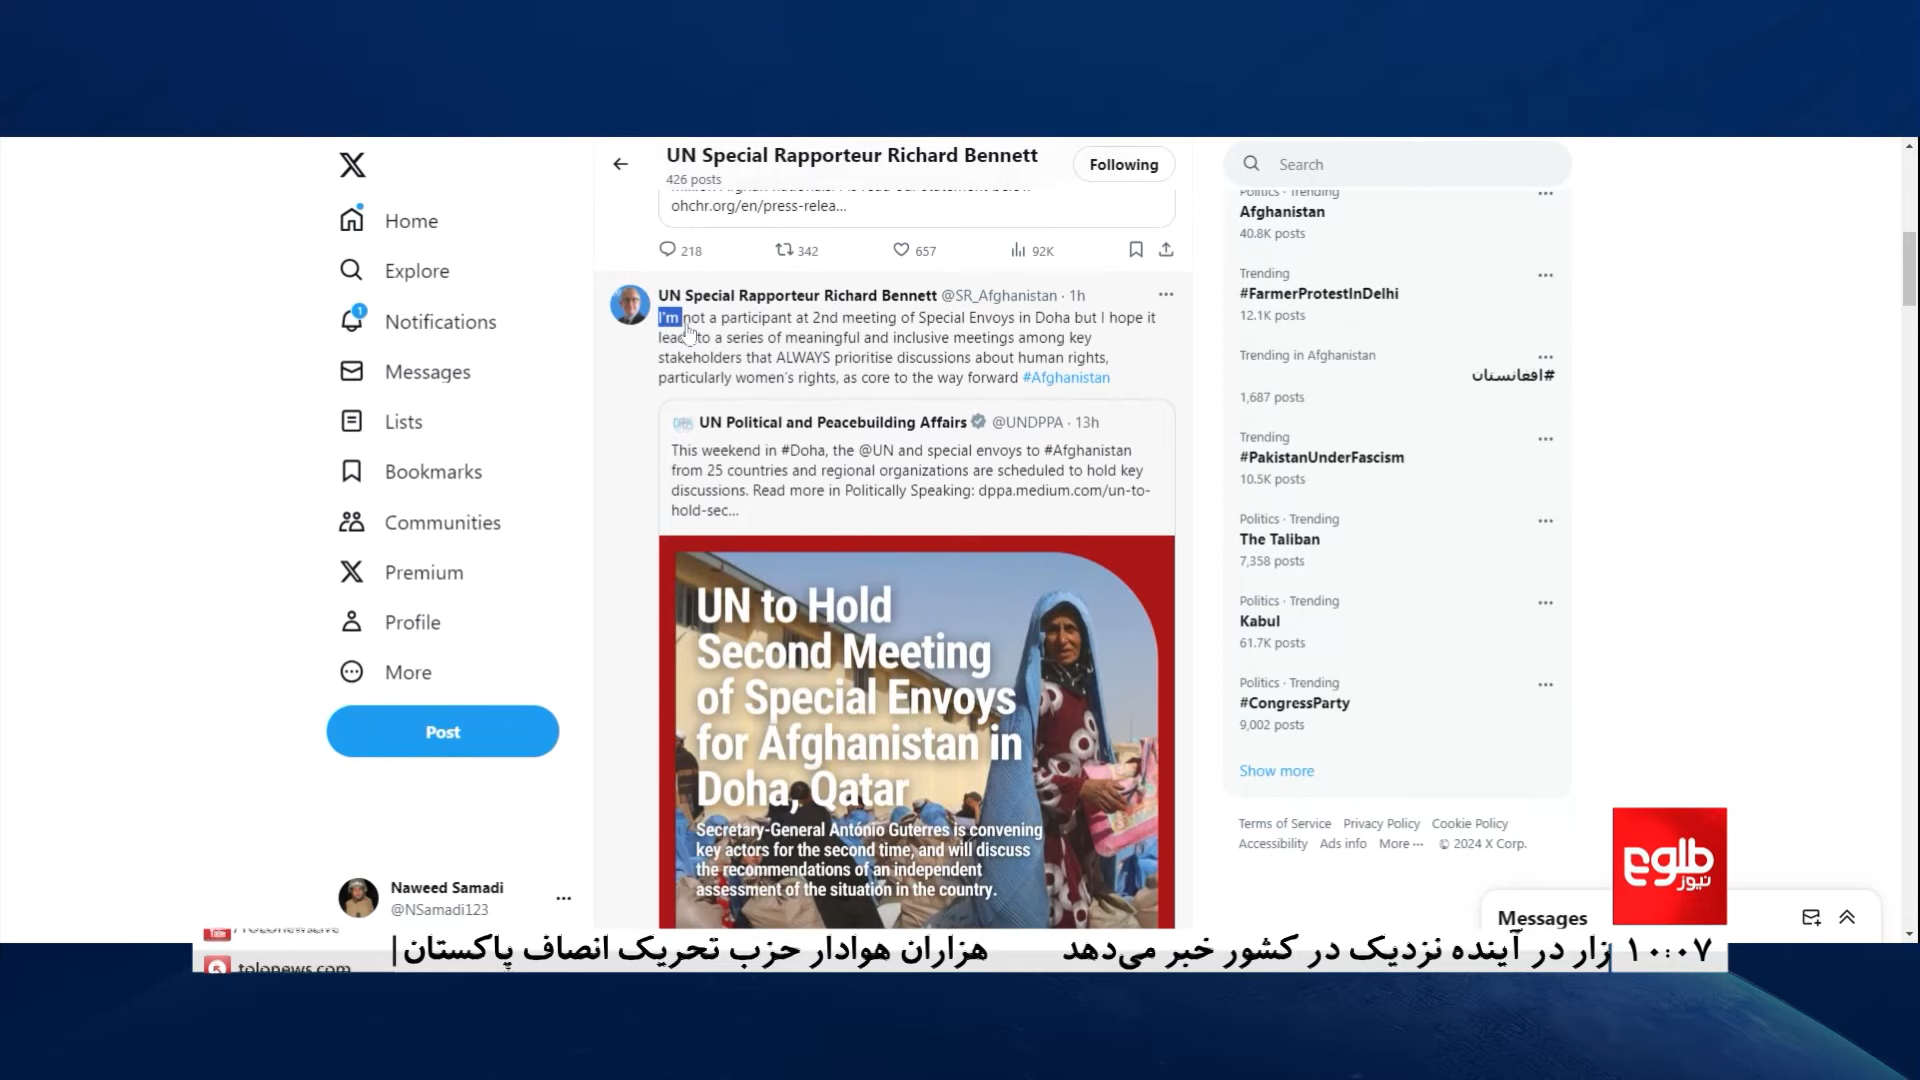 UN Special Rapporteur Richard Bennett
426 posts
Following
ohchr.org/en/press-relea...
218 342 657 92K
Home
Explore
1
Notifications
Messages
Lists
Bookmarks
Communities
Premium
Profile
More
Post
Naweed Samadi
@NSamadi123
UN Special Rapporteur Richard Bennett @SR_Afghanistan · 1h
I'm not a participant at 2nd meeting of Special Envoys in Doha but I hope it
to a series of meaningful and inclusive meetings among key
stakeholders that ALWAYS prioritise discussions about human rights,
particularly women's rights, as core to the way forward #Afghanistan
UN Political and Peacebuilding Affairs @UNDPPA · 13h
This weekend in #Doha, the @UN and special envoys to #Afghanistan
from 25 countries and regional organizations are scheduled to hold key
discussions. Read more in Politically Speaking: dppa.medium.com/un-to-
hold-sec...
UN to Hold
Second Meeting
of Special Envoys
for Afghanistan in
Doha, Qatar
Secretary-General António Guterres is convening
key actors for the second time, and will discuss
the recommendations of an independent
assessment of the situation in the country.
Search
Politics · Trending
Afghanistan
40.8K posts
Trending
#FarmerProtestInDelhi
12.1K posts
Trending in Afghanistan
#افغانستان
1,687 posts
Trending
#PakistanUnderFascism
10.5K posts
Politics · Trending
The Taliban
7,358 posts
Politics · Trending
Kabul
61.7K posts
Politics · Trending
#CongressParty
9,002 posts
Show more
Terms of Service Privacy Policy Cookie Policy
Accessibility Ads info More ··· © 2024 X Corp.
Messages
طلوع
نیوز
۱۰:۰۷
زار در آینده نزدیک در کشور خبر می‌دهد هزاران هوادار حزب تحریک انصاف پاکستان|
tolonews.com